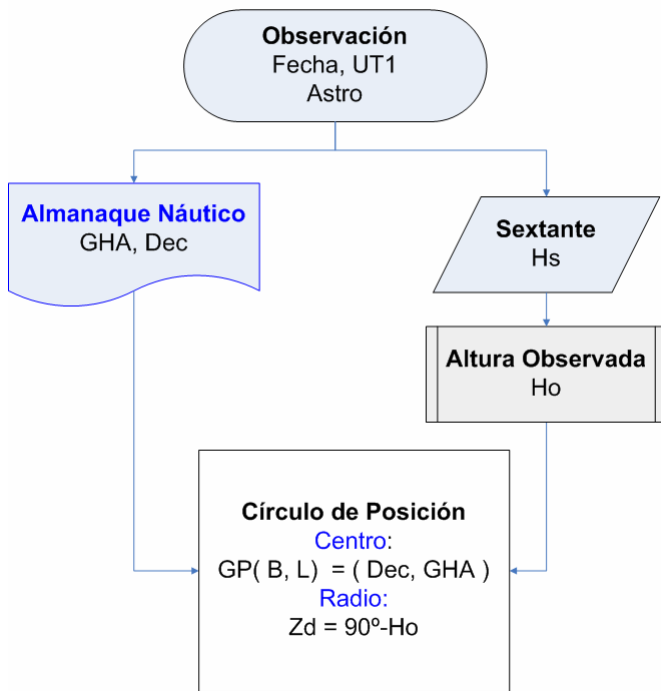 Observación
Fecha, UT1
Astro
Almanaque Náutico
GHA, Dec
Sextante
Hs
Altura Observada
Ho
Círculo de Posición
Centro:
GP( B, L) = ( Dec, GHA )
Radio:
Zd = 90º-Ho